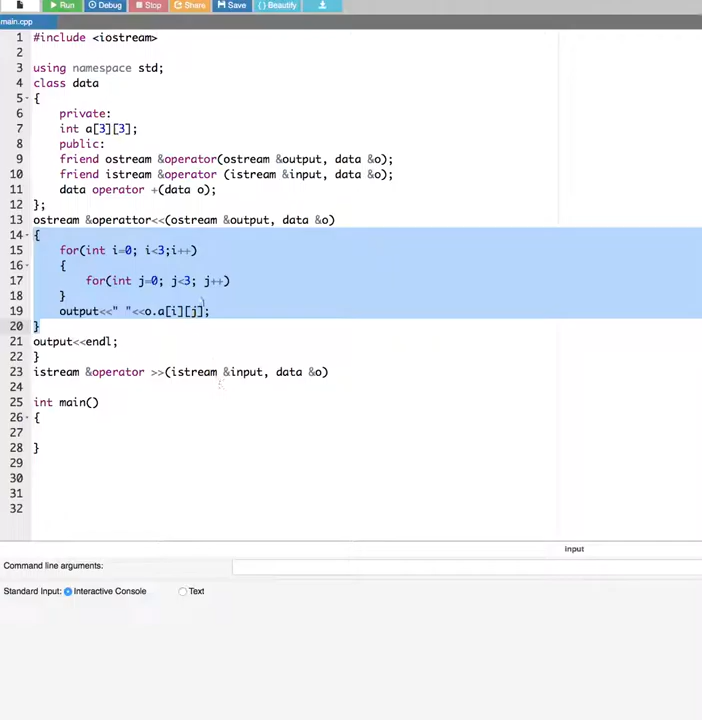 Run Debug Stop Share Save { } Beautify
main.cpp
1 #include <iostream>
2
3 using namespace std;
4 class data
5 {
6 private:
7 int a[3][3];
8 public:
9 friend ostream &operator(ostream &output, data &o);
10 friend istream &operator (istream &input, data &o);
11 data operator +(data o);
12 };
13 ostream &operattor<<(ostream &output, data &o)
14 {
15 for(int i=0; i<3;i++)
16 {
17 for(int j=0; j<3; j++)
18 }
19 output<<" "<<o.a[i][j];
20 }
21 output<<endl;
22 }
23 istream &operator >>(istream &input, data &o)
24
25 int main()
26 {
27
28 }
29
30
31
32
input
Command line arguments:
Standard Input: Interactive Console Text